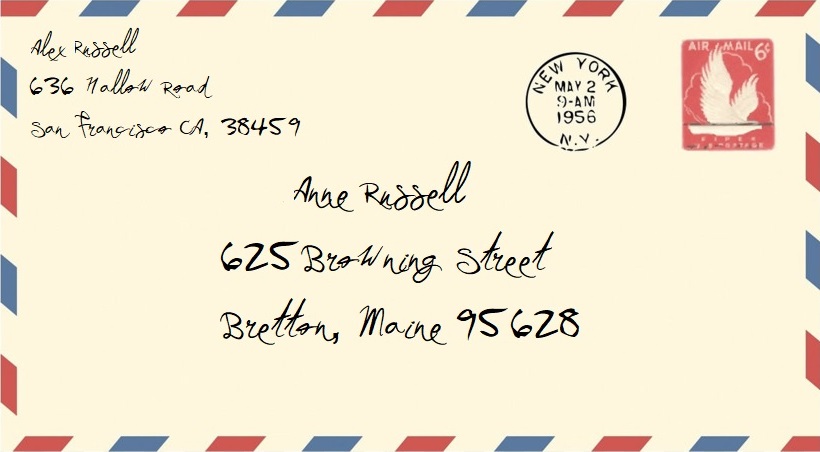 Alex Russell
636 Hallow Road
San Francisco CA, 38459
NEW YORK
MAY 2
9-AM
1956
N.Y.
AIR MAIL 6¢
U.S. POSTAGE
Anne Russell
625 Browning Street
Bretton, Maine 95628